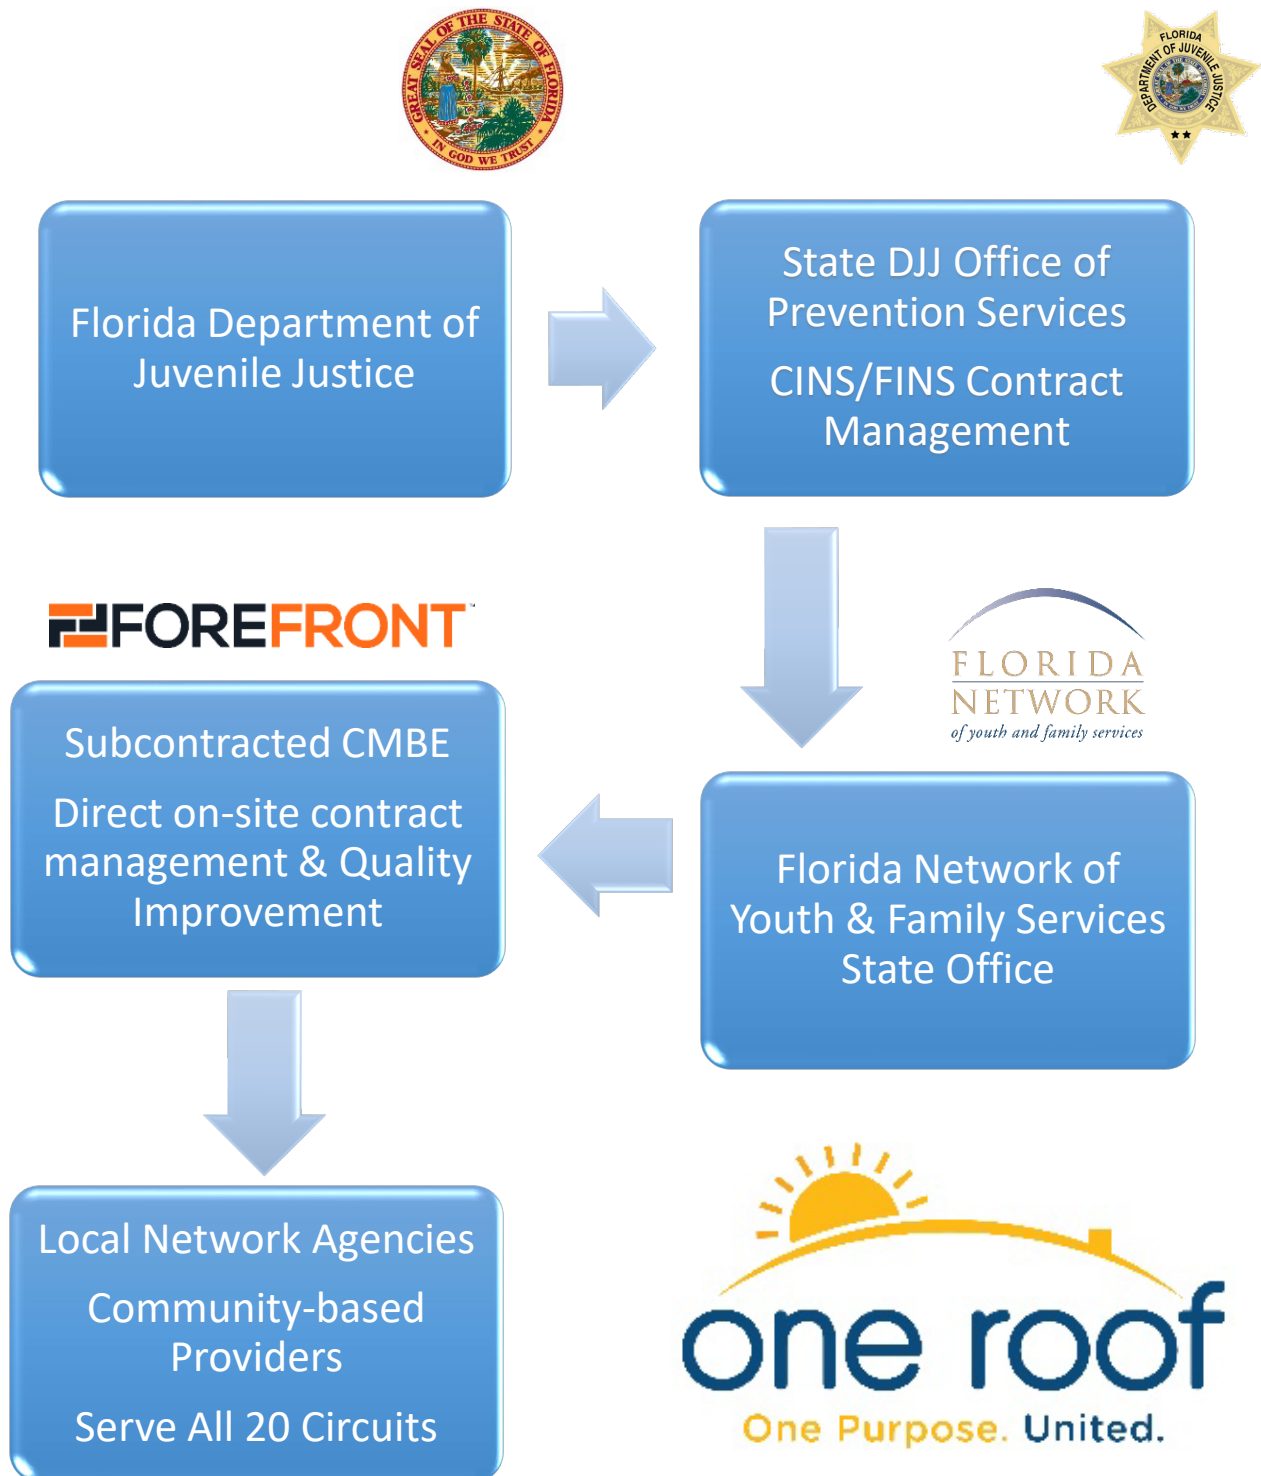 GREAT SEAL OF THE STATE OF FLORIDA
IN GOD WE TRUST
FLORIDA
DEPARTMENT OF JUVENILE JUSTICE
Florida Department of
Juvenile Justice
State DJJ Office of
Prevention Services
CINS/FINS Contract
Management
FOREFRONT
FLORIDA
NETWORK
of youth and family services
Subcontracted CMBE
Direct on-site contract
management & Quality
Improvement
Florida Network of
Youth & Family Services
State Office
Local Network Agencies
Community-based
Providers
Serve All 20 Circuits
one roof
One Purpose. United.